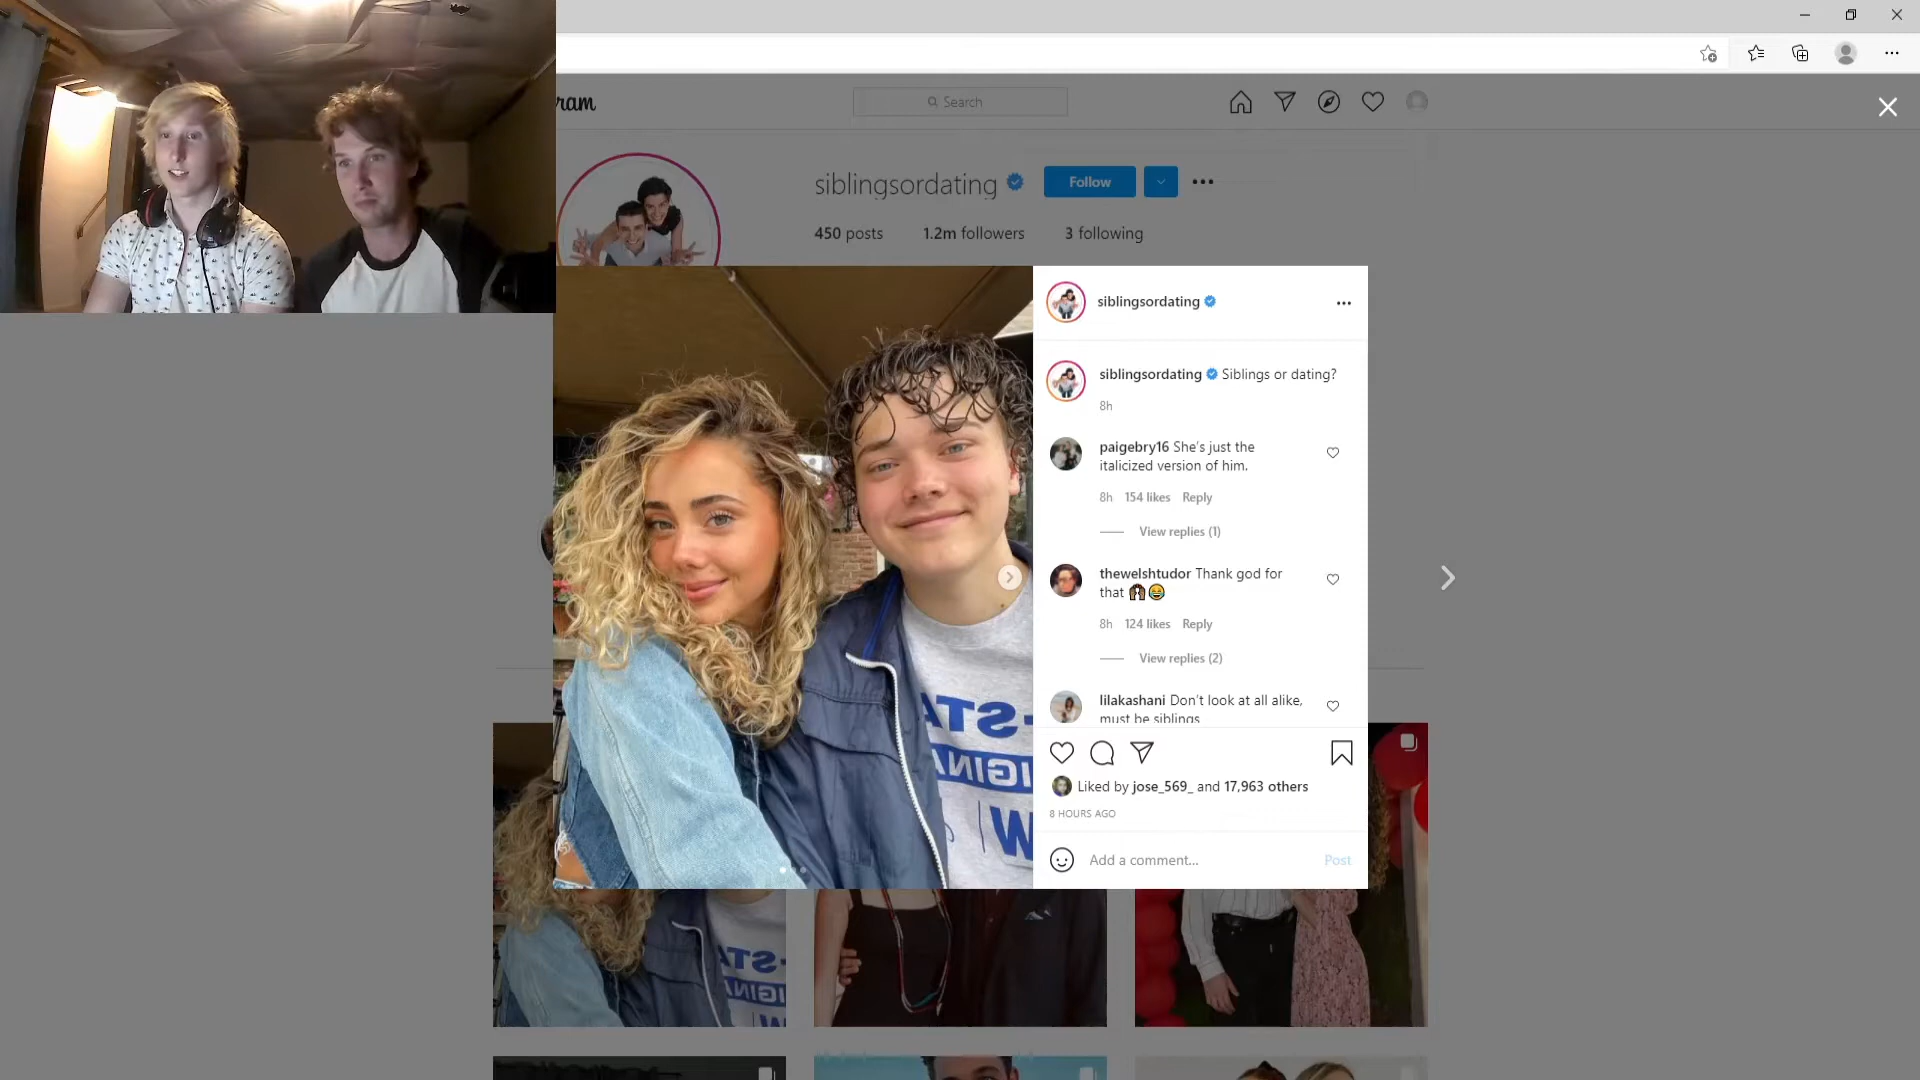 ram
Search
siblingsordating
Follow
450 posts 1.2m followers 3 following
siblingsordating
siblingsordating Siblings or dating?
8h
paigebry16 She's just the
italicized version of him.
8h 154 likes Reply
View replies (1)
thewelshtudor Thank god for
that
8h 124 likes Reply
View replies (2)
lilakashani Don't look at all alike,
must be siblings
Liked by jose_569_ and 17,963 others
8 HOURS AGO
Add a comment... Post